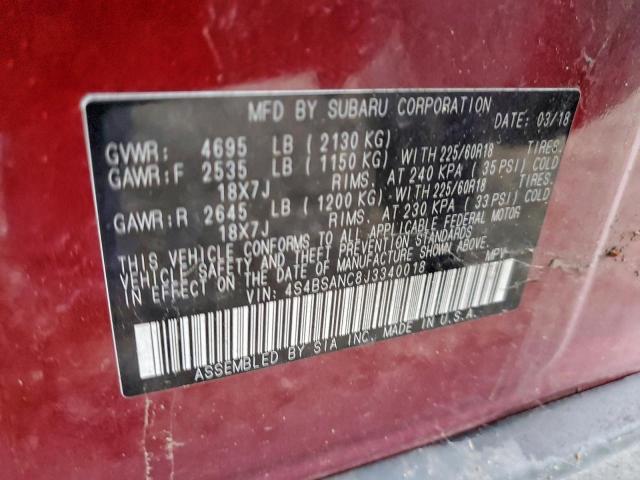 MFD BY SUBARU CORPORATION DATE: 03/18
GVWR: 4695 LB ( 2130 KG)
GAWR:F 2535 LB ( 1150 KG) WITH 225/60R18 TIRES,
18X7J RIMS, AT 240 KPA ( 35 PSI) COLD
GAWR:R 2645 LB ( 1200 KG) WITH 225/60R18 TIRES,
18X7J RIMS, AT 230 KPA ( 33 PSI) COLD
THIS VEHICLE CONFORMS TO ALL APPLICABLE FEDERAL MOTOR
VEHICLE SAFETY AND THEFT PREVENTION STANDARDS
IN EFFECT ON THE DATE OF MANUFACTURE SHOWN ABOVE.
VIN: 4S4BSANC8J3340018 MPV
ASSEMBLED BY SIA INC, MADE IN U.S.A.